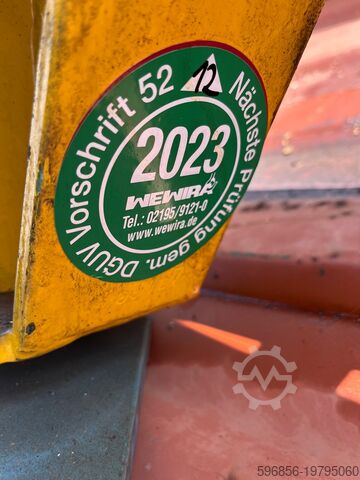 Nächste Prüfung gem. DGUV Vorschrift 52
12
2023
WEWIRA
Tel.: 02195/9121-0
www.wewira.de
596856-19795060